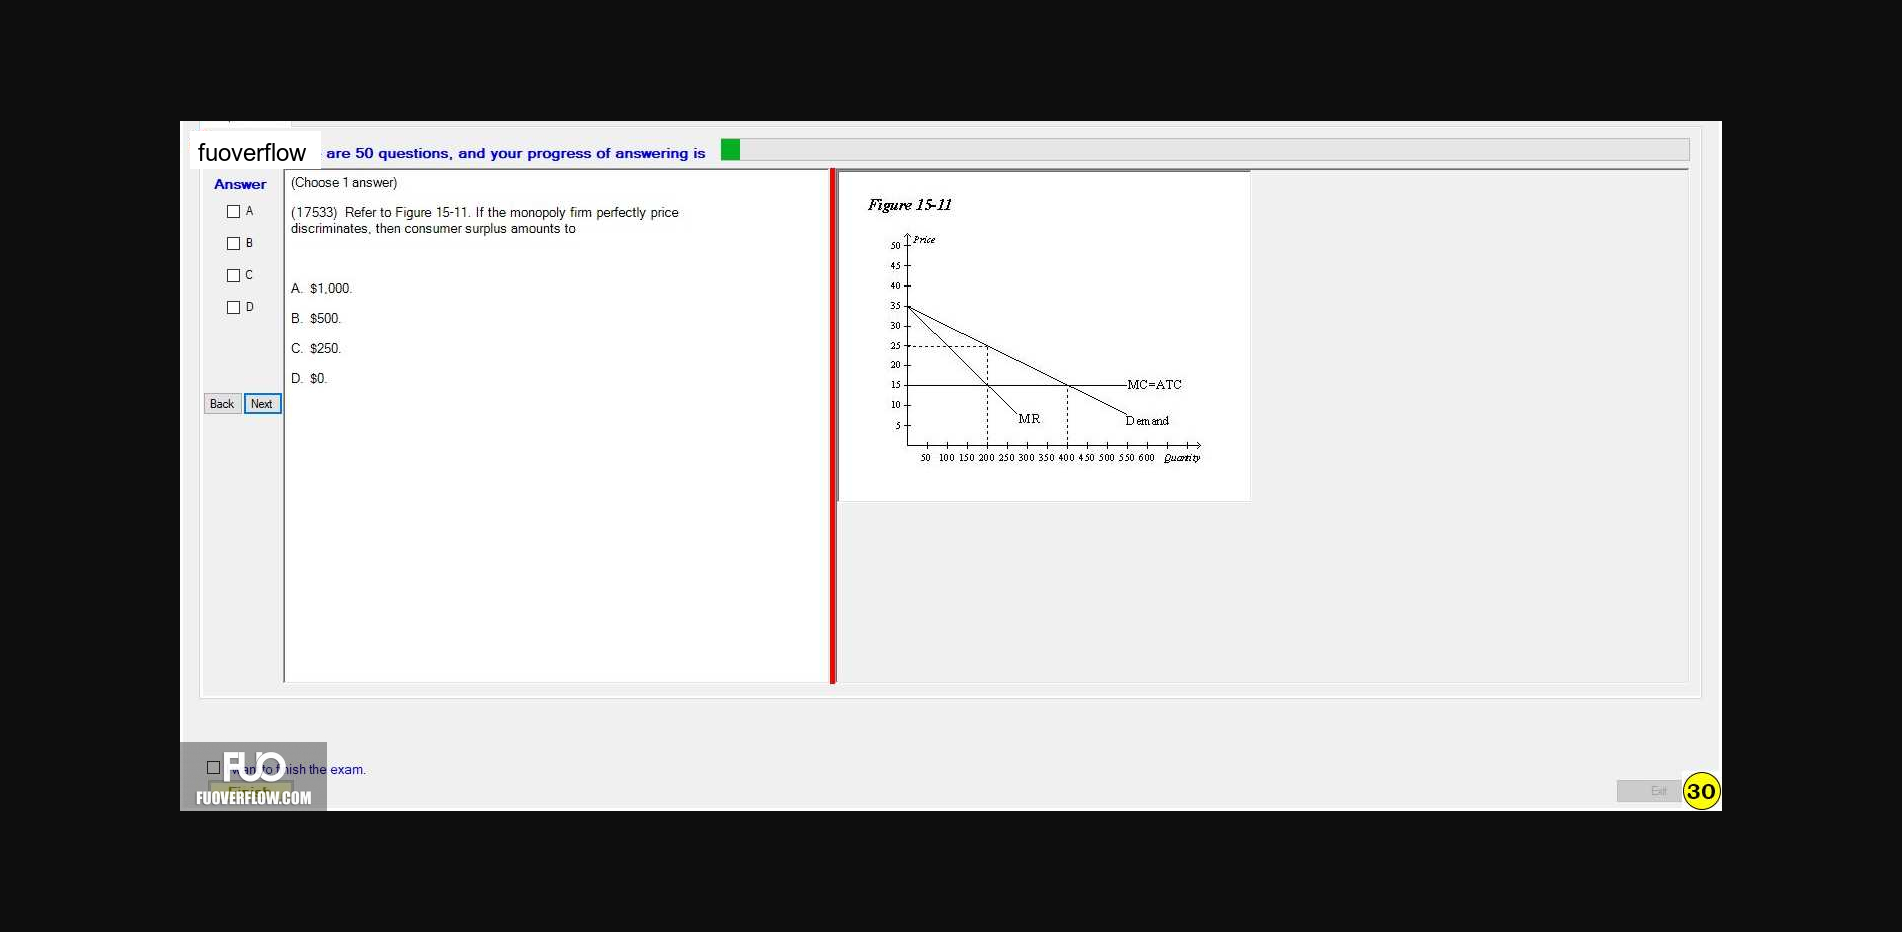 fuoverflow are 50 questions, and your progress of answering is
Answer
A
B
C
D
Back Next
(Choose 1 answer)
(17533) Refer to Figure 15-11. If the monopoly firm perfectly price
discriminates, then consumer surplus amounts to
A. $1,000.
B. $500.
C. $250.
D. $0.
Figure 15-11
Price
50
45
40
35
30
25
20
15
10
5
MC=ATC
MR
Demand
50 100 150 200 250 300 350 400 450 500 550 600 Quantity
to finish the exam.
Finish
FUO
FUOVERFLOW.COM
Exit
30